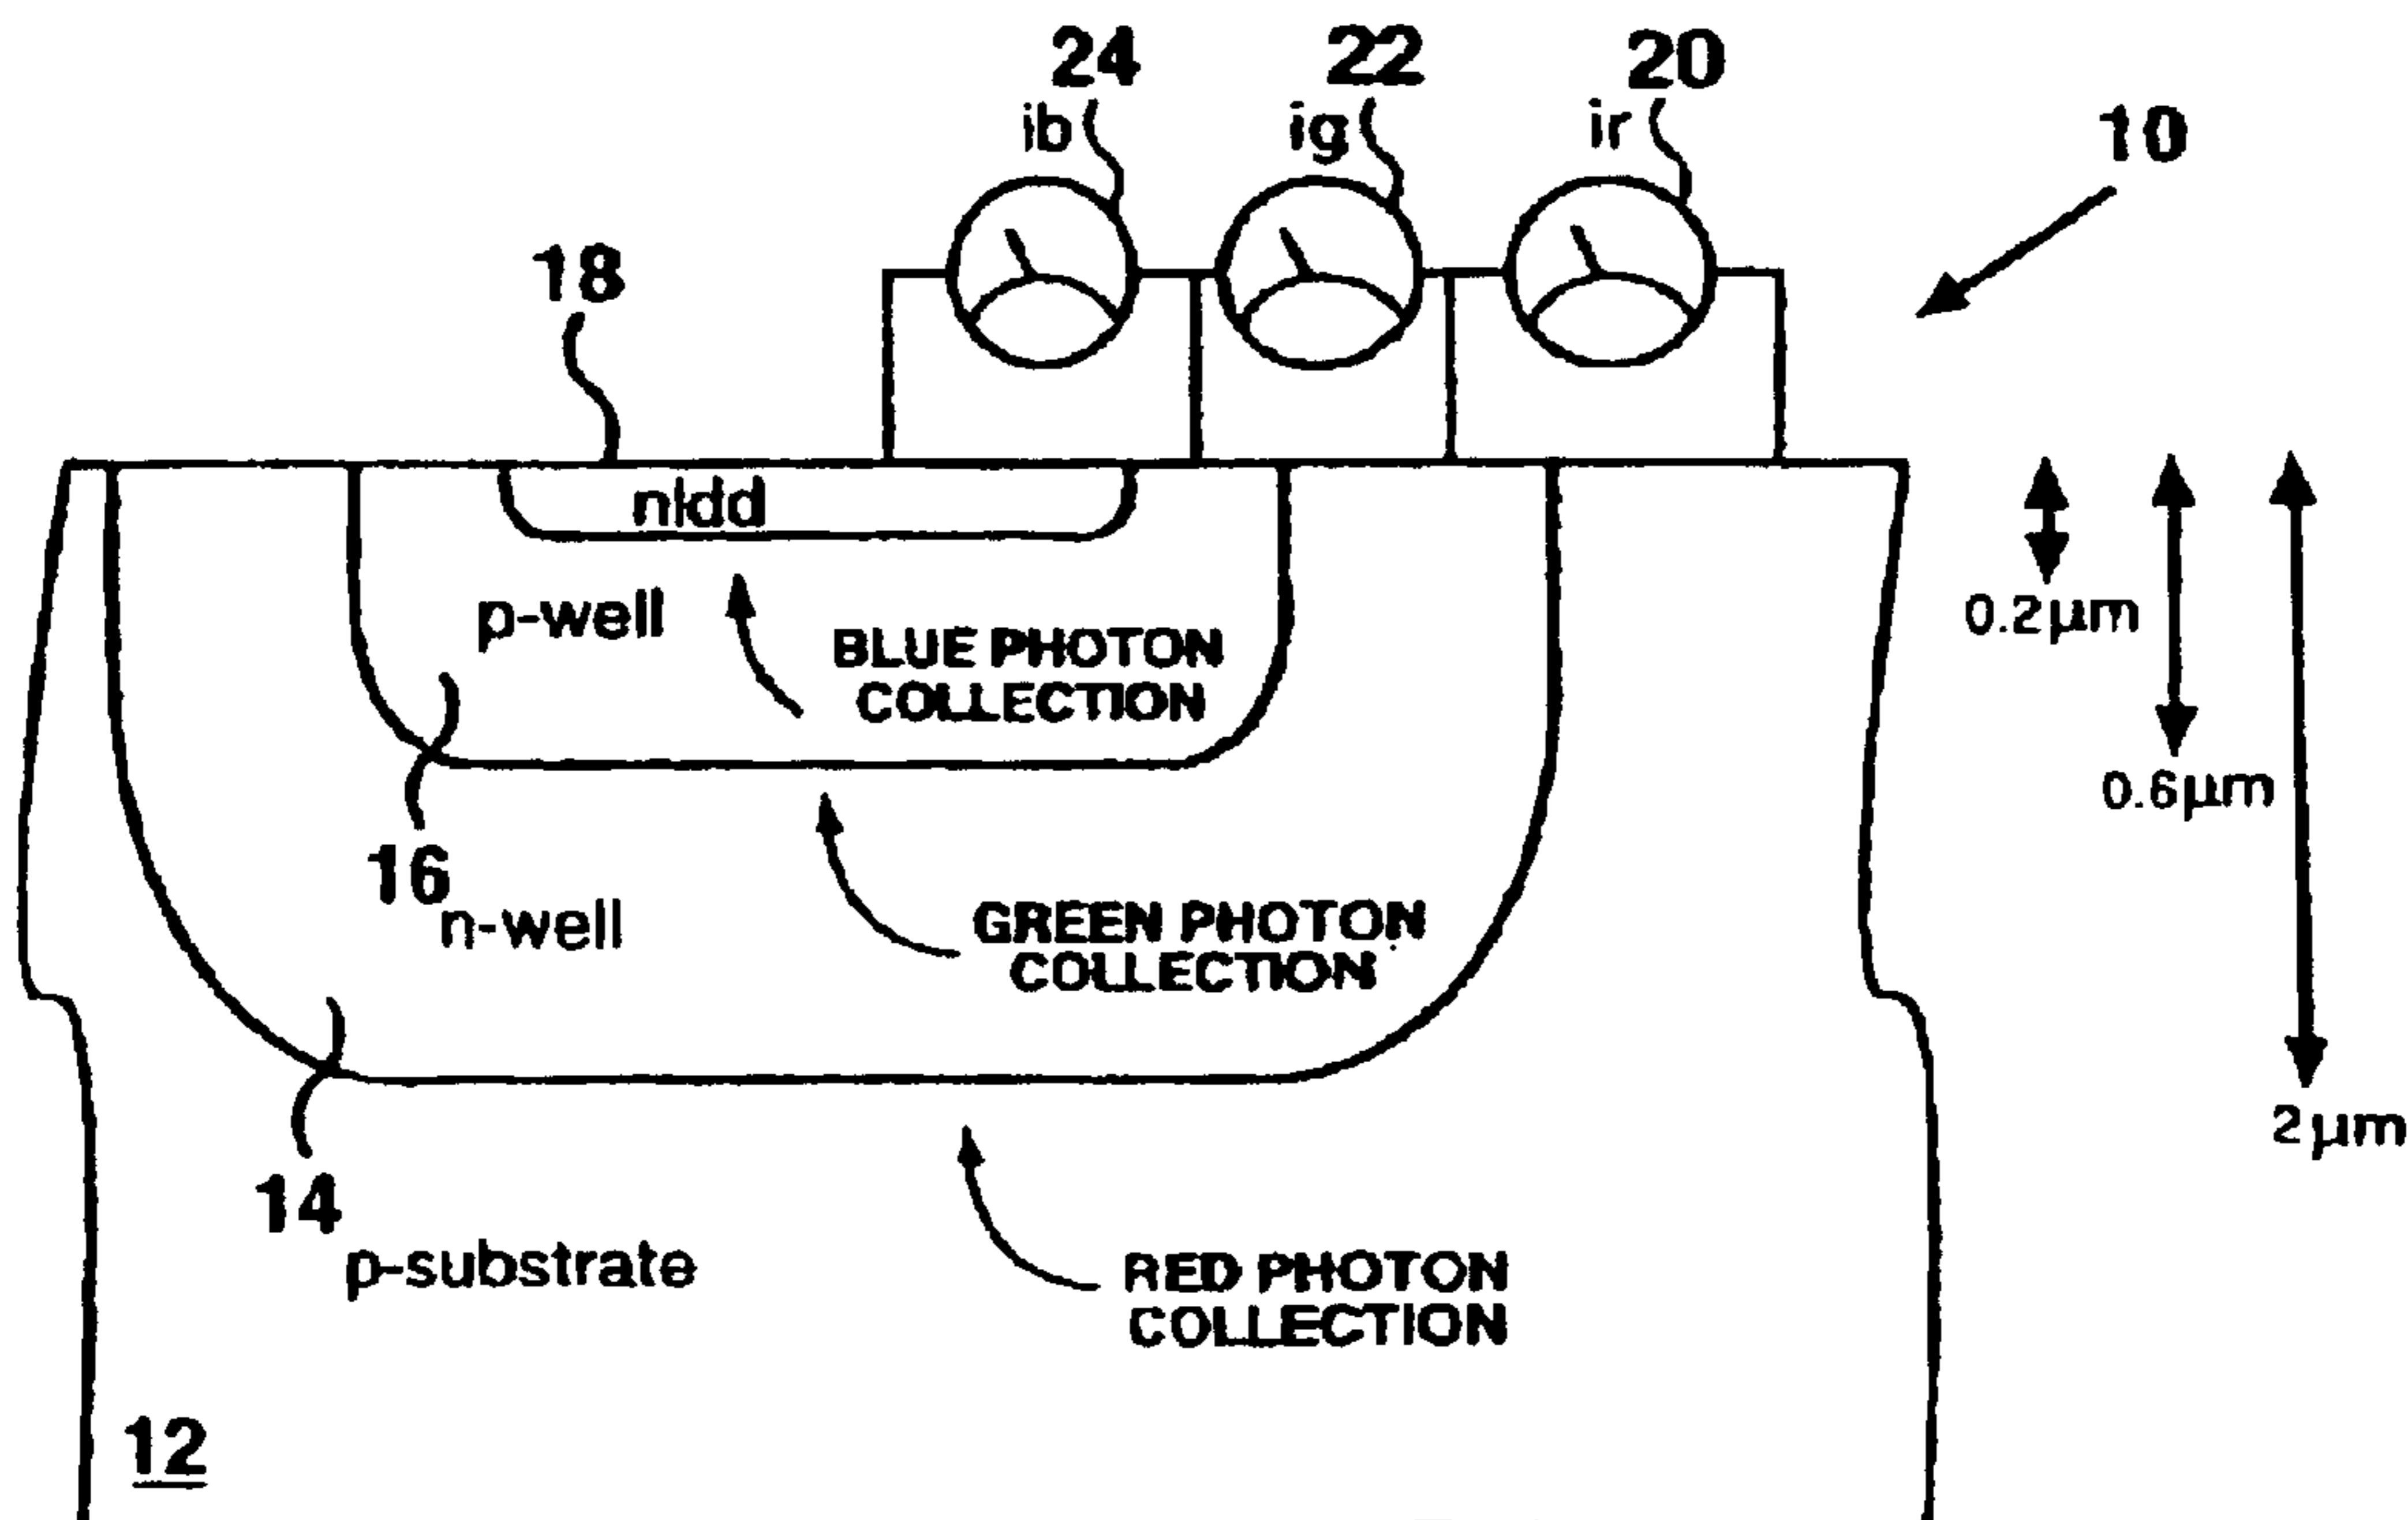 24
22
20
ib
ig
ir
10
18
nldd
p-well
BLUE PHOTON
COLLECTION
0.2µm
0.6µm
16
n-well
GREEN PHOTON
COLLECTION
2µm
14
p-substrate
RED PHOTON
COLLECTION
12